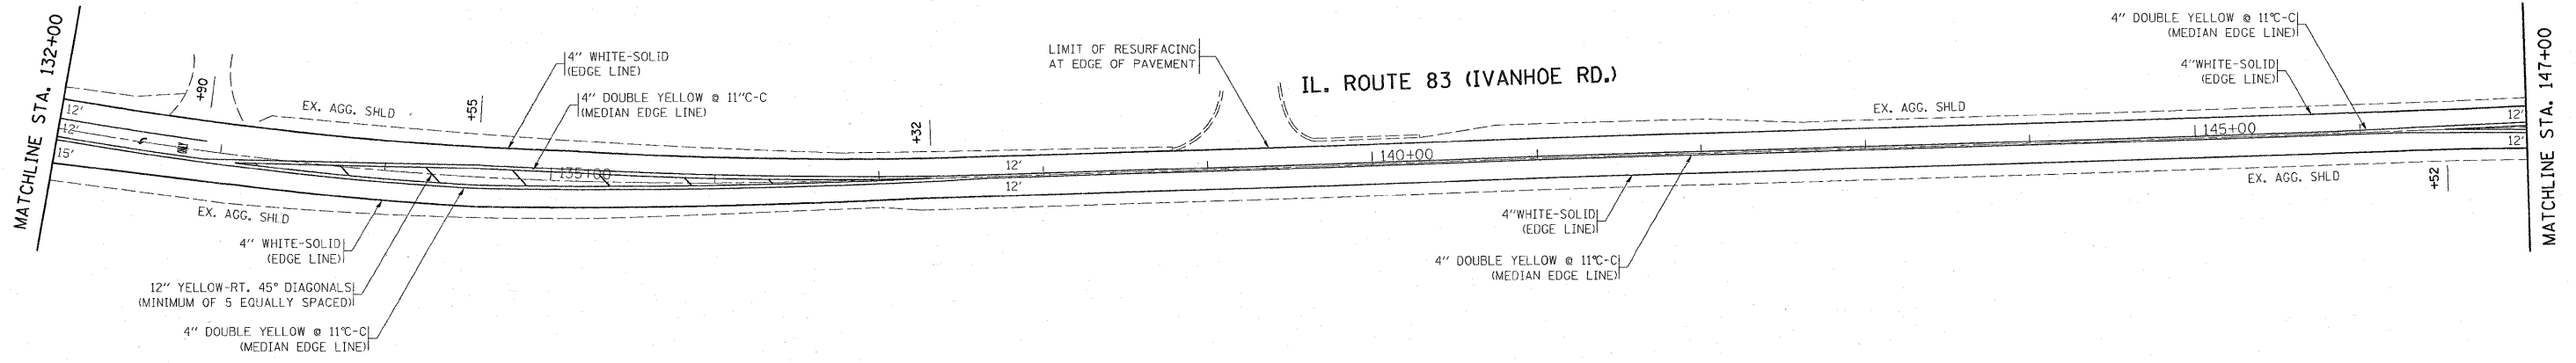 MATCHLINE STA. 132+00
12'
12'
15'
+90
ONLY
EX. AGG. SHLD
+55
4" WHITE-SOLID
(EDGE LINE)
4" DOUBLE YELLOW @ 11"C-C
(MEDIAN EDGE LINE)
135+00
EX. AGG. SHLD
4" WHITE-SOLID
(EDGE LINE)
12" YELLOW-RT. 45° DIAGONALS
(MINIMUM OF 5 EQUALLY SPACED)
4" DOUBLE YELLOW @ 11"C-C
(MEDIAN EDGE LINE)
+32
12'
12'
LIMIT OF RESURFACING
AT EDGE OF PAVEMENT
IL. ROUTE 83 (IVANHOE RD.)
140+00
4"WHITE-SOLID
(EDGE LINE)
4" DOUBLE YELLOW @ 11"C-C
(MEDIAN EDGE LINE)
EX. AGG. SHLD
4" DOUBLE YELLOW @ 11"C-C
(MEDIAN EDGE LINE)
4"WHITE-SOLID
(EDGE LINE)
145+00
12'
12'
EX. AGG. SHLD
+52
MATCHLINE STA. 147+00